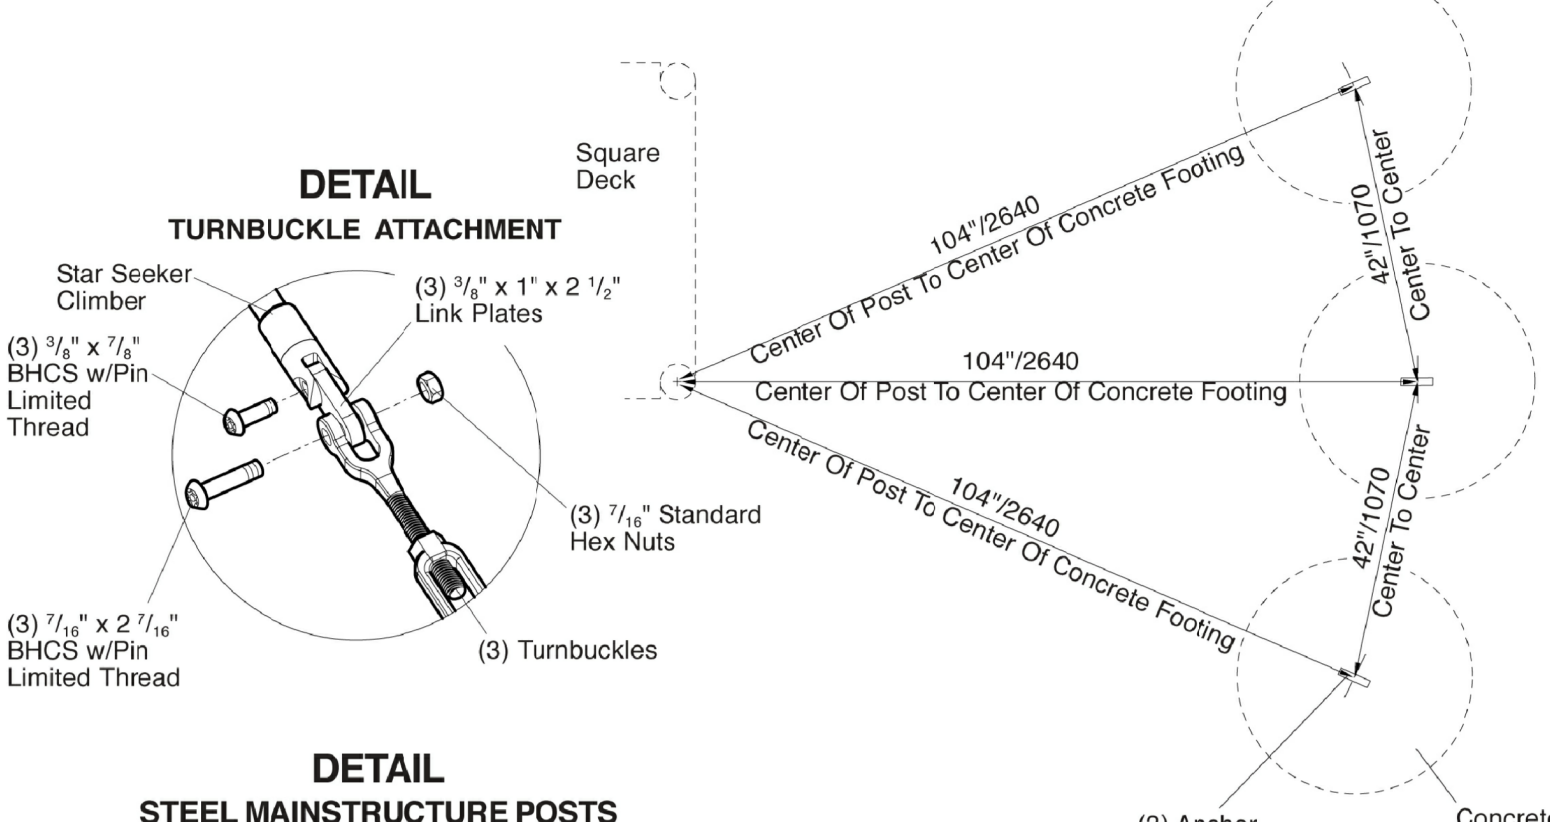 DETAIL
TURNBUCKLE ATTACHMENT
Star Seeker
Climber
(3) 3/8" x 1" x 2 1/2"
Link Plates
(3) 3/8" x 7/8"
BHCS w/Pin
Limited
Thread
(3) 7/16" Standard
Hex Nuts
(3) 7/16" x 2 7/16"
BHCS w/Pin
Limited Thread
(3) Turnbuckles
DETAIL
STEEL MAINSTRUCTURE POSTS
Square
Deck
104"/2640
Center Of Post To Center Of Concrete Footing
42"/1070
Center To Center
104"/2640
Center Of Post To Center Of Concrete Footing
104"/2640
Center Of Post To Center Of Concrete Footing
42"/1070
Center To Center
Anchor
Concrete